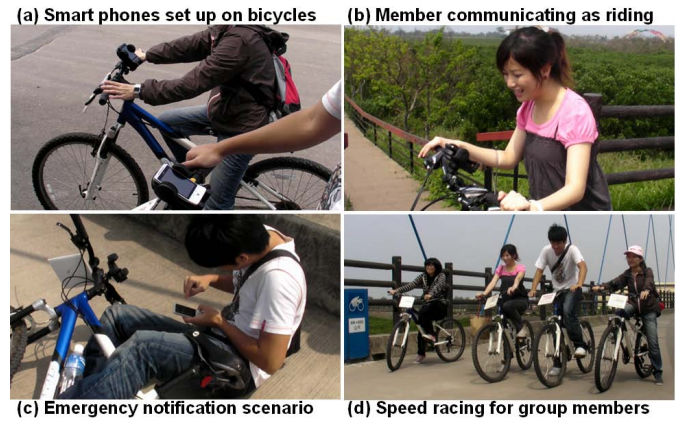 (a) Smart phones set up on bicycles
(b) Member communicating as riding
(c) Emergency notification scenario
(d) Speed racing for group members